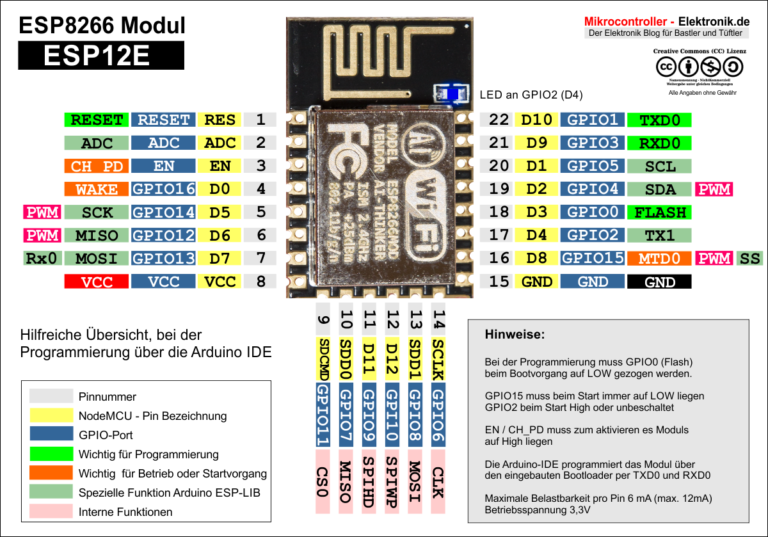 ESP8266 Modul
ESP12E
Mikrocontroller - Elektronik.de
Der Elektronik Blog für Bastler und Tüftler
Creative Commons (CC) Lizenz
Alle Angaben ohne Gewähr
LED an GPIO2 (D4)
RESET RESET RES 1
ADC ADC ADC 2
CH PD EN EN 3
WAKE GPIO16 D0 4
PWM SCK GPIO14 D5 5
PWM MISO GPIO12 D6 6
Rx0 MOSI GPIO13 D7 7
VCC VCC VCC 8
Ai
WiFi
FC
MODEL ESP8266MOD
VENDOR AI-THINKER
ISM 2.4GHz
PA +25dBm
802.11b/g/n
22 D10 GPIO1 TXD0
21 D9 GPIO3 RXD0
20 D1 GPIO5 SCL
19 D2 GPIO4 SDA PWM
18 D3 GPIO0 FLASH
17 D4 GPIO2 TX1
16 D8 GPIO15 MTD0 PWM SS
15 GND GND GND
9 SDCMD GPIO11 CS0
10 SDD0 GPIO7 MISO
11 D11 GPIO9 SPIHD
12 D12 GPI10 SPIWP
13 SDD1 GPIO8 MOSI
14 SCLK GPIO6 CLK
Hilfreiche Übersicht, bei der
Programmierung über die Arduino IDE
Pinnummer
NodeMCU - Pin Bezeichnung
GPIO-Port
Wichtig für Programmierung
Wichtig für Betrieb oder Startvorgang
Spezielle Funktion Arduino ESP-LIB
Interne Funktionen
Hinweise:
Bei der Programmierung muss GPIO0 (Flash)
beim Bootvorgang auf LOW gezogen werden.
GPIO15 muss beim Start immer auf LOW liegen
GPIO2 beim Start High oder unbeschaltet
EN / CH_PD muss zum aktivieren es Moduls
auf High liegen
Die Arduino-IDE programmiert das Modul über
den eingebauten Bootloader per TXD0 und RXD0
Maximale Belastbarkeit pro Pin 6 mA (max. 12mA)
Betriebsspannung 3,3V